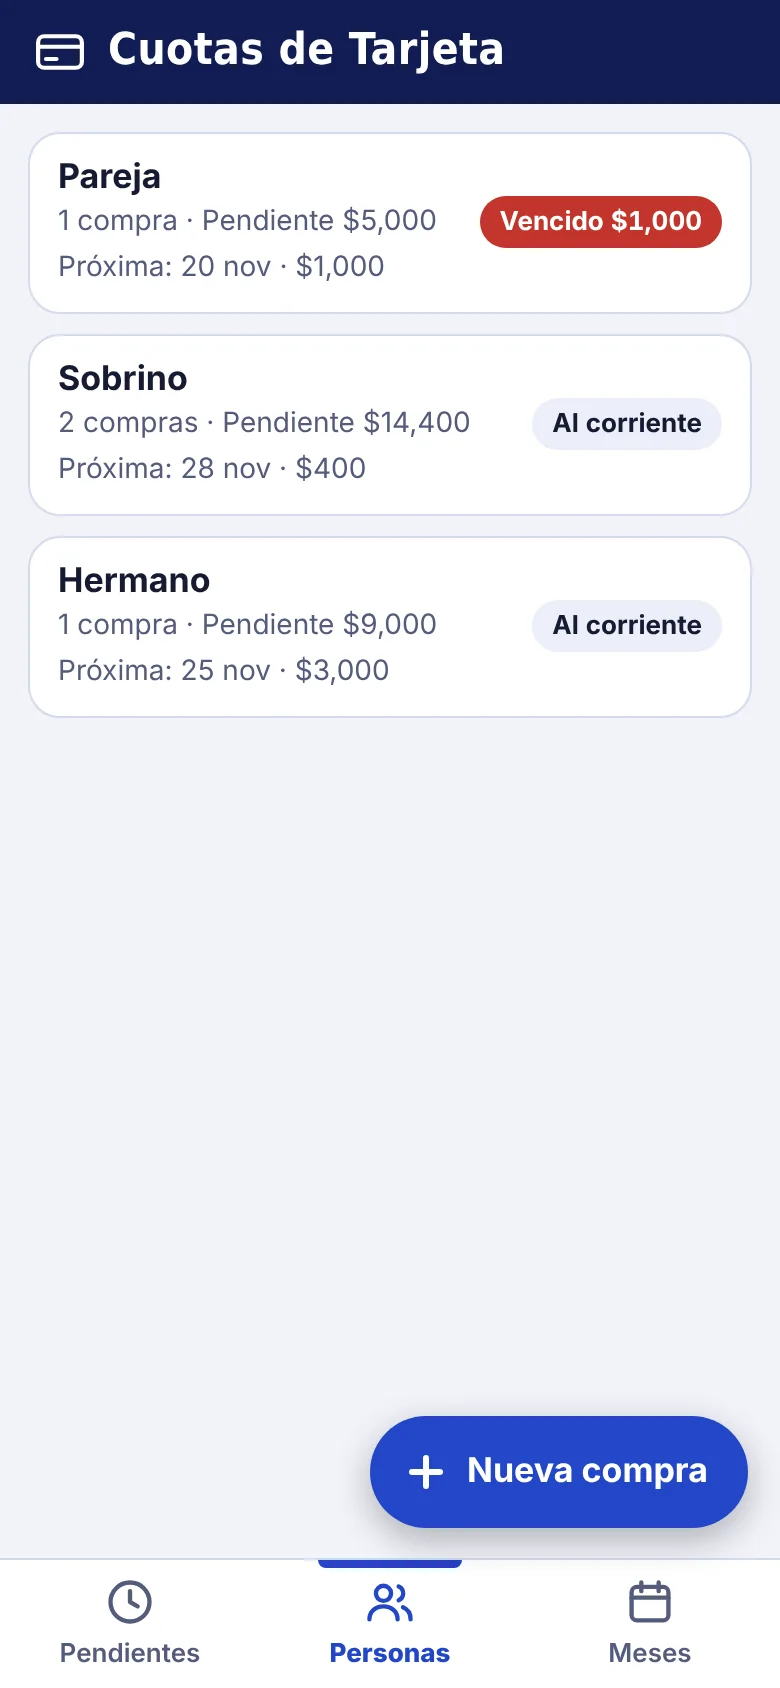 Cuotas de Tarjeta
Pareja
1 compra · Pendiente $5,000
Vencido $1,000
Próxima: 20 nov · $1,000
Sobrino
2 compras · Pendiente $14,400
Al corriente
Próxima: 28 nov · $400
Hermano
1 compra · Pendiente $9,000
Al corriente
Próxima: 25 nov · $3,000
Nueva compra
Pendientes
Personas
Meses